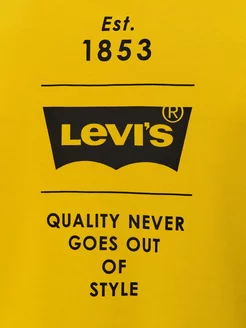 Est.
1853
LEVI'S®
QUALITY NEVER
GOES OUT
OF
STYLE